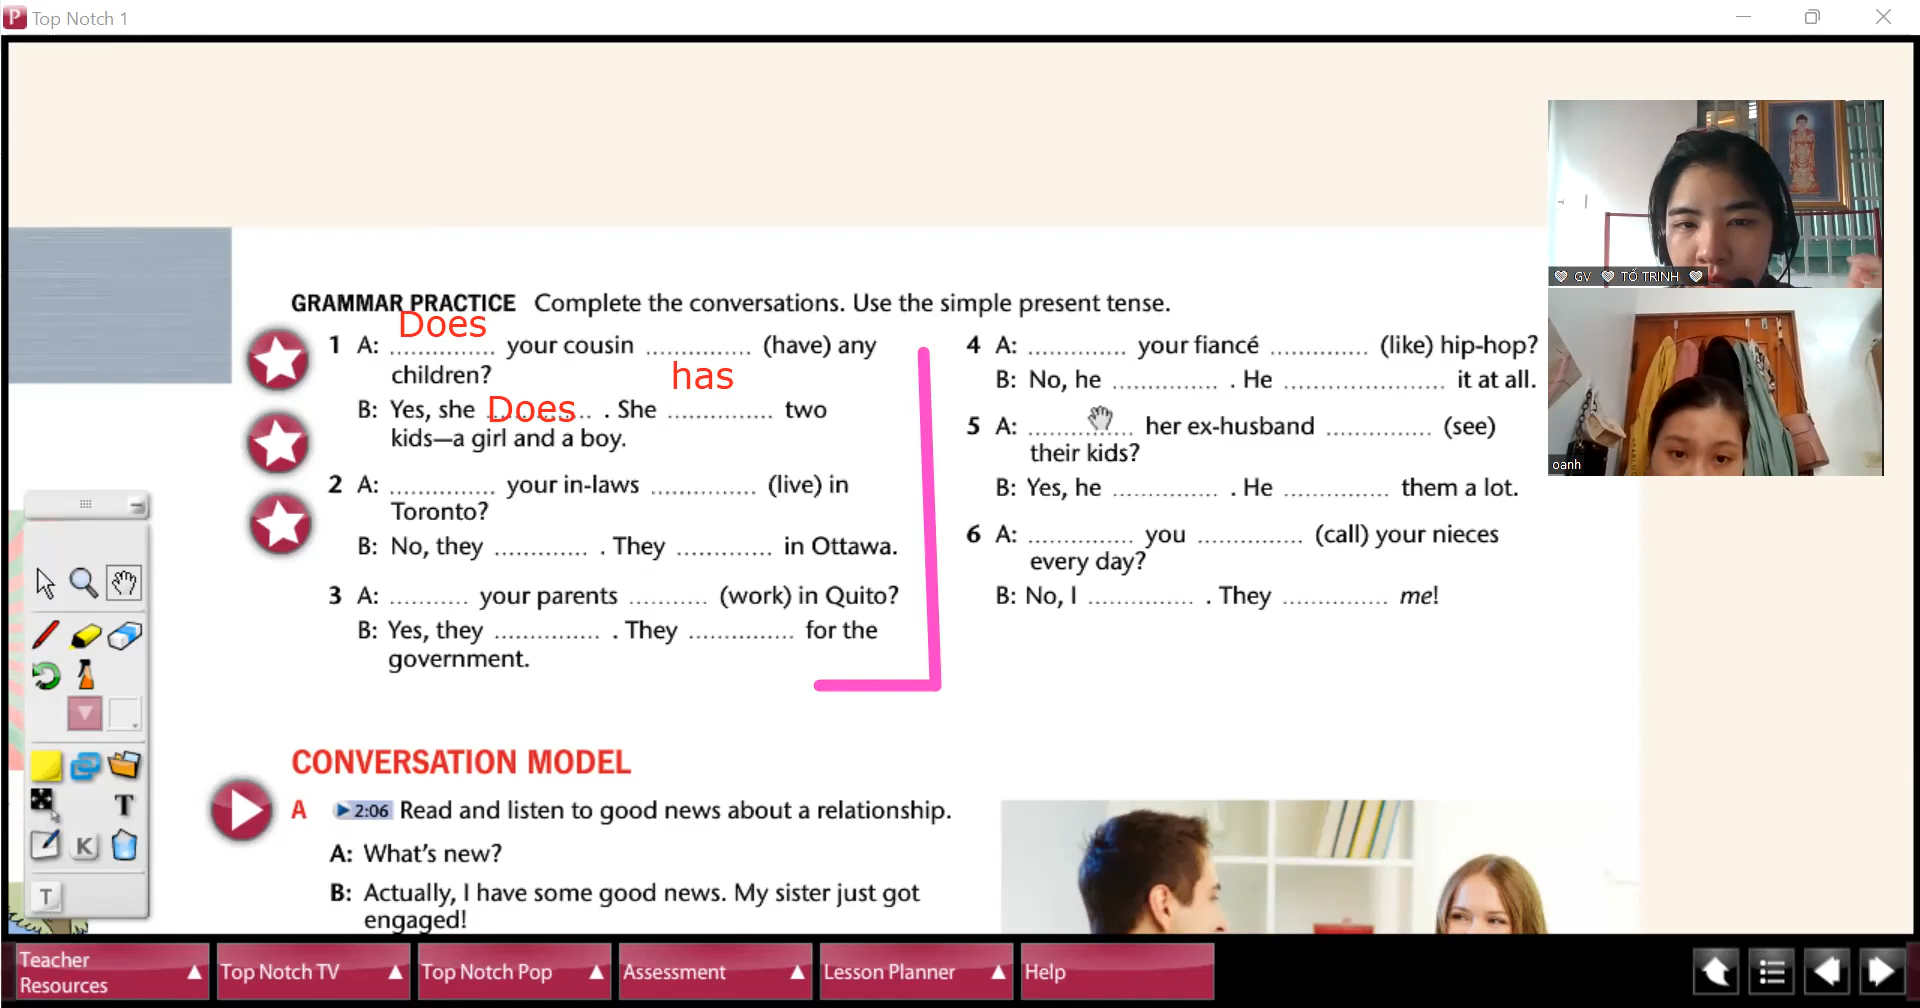 Top Notch 1
GRAMMAR PRACTICE Complete the conversations. Use the simple present tense.
Does
1 A: .............. your cousin .............. (have) any
children?
has
B: Yes, she Does .. . She .............. two
kids—a girl and a boy.
2 A: .............. your in-laws .............. (live) in
Toronto?
B: No, they ............. . They ............. in Ottawa.
3 A: ........... your parents ........... (work) in Quito?
B: Yes, they .............. . They .............. for the
government.
4 A: ............. your fiancé ............. (like) hip-hop?
B: No, he .............. . He ...................... it at all.
5 A: .............. her ex-husband .............. (see)
their kids?
B: Yes, he .............. . He .............. them a lot.
6 A: .............. you .............. (call) your nieces
every day?
B: No, I .............. . They .............. me!
CONVERSATION MODEL
A 2:06 Read and listen to good news about a relationship.
A: What's new?
B: Actually, I have some good news. My sister just got
engaged!
GV TỐ TRINH
oanh
T
K
T
Teacher Resources
Top Notch TV
Top Notch Pop
Assessment
Lesson Planner
Help